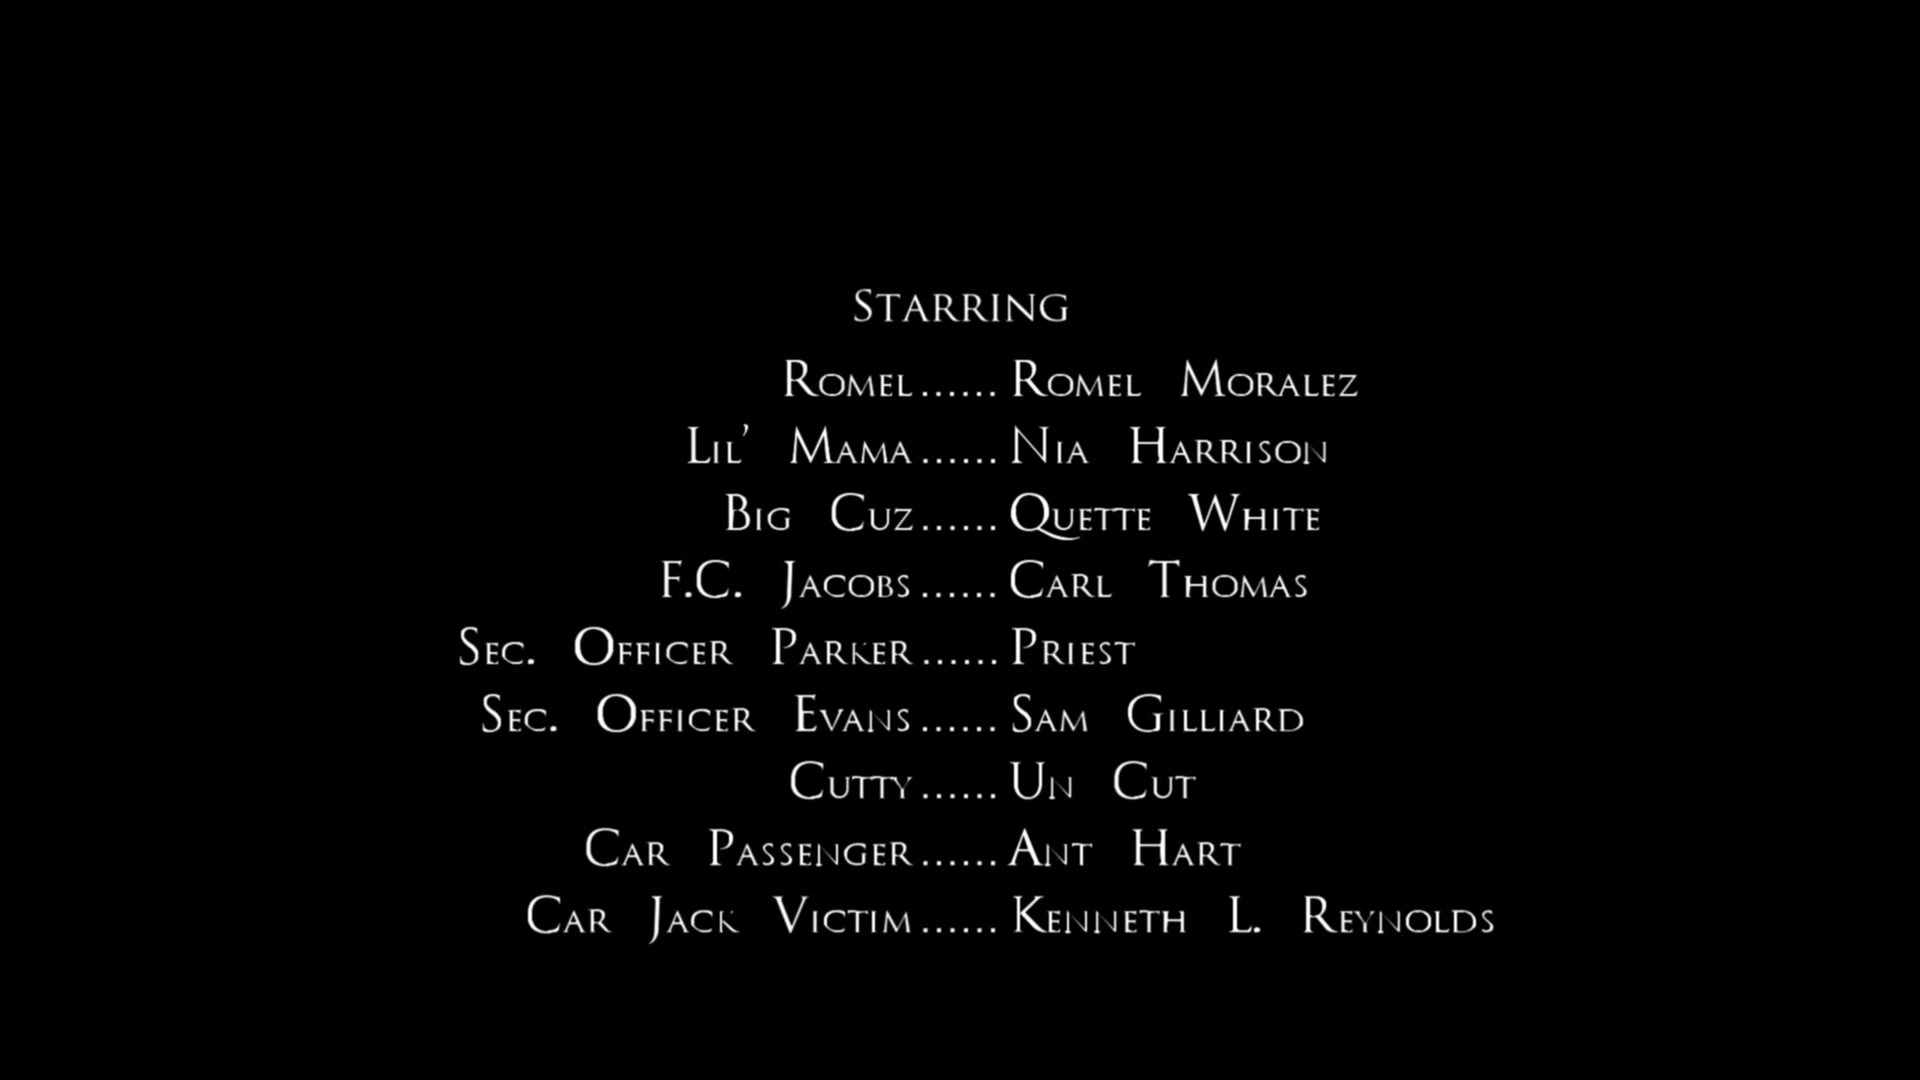 Starring
Romel...... Romel Moralez
Lil' Mama...... Nia Harrison
Big Cuz...... Quette White
F.C. Jacobs...... Carl Thomas
Sec. Officer Parker...... Priest
Sec. Officer Evans...... Sam Gilliard
Cutty...... Un Cut
Car Passenger...... Ant Hart
Car Jack Victim...... Kenneth L. Reynolds